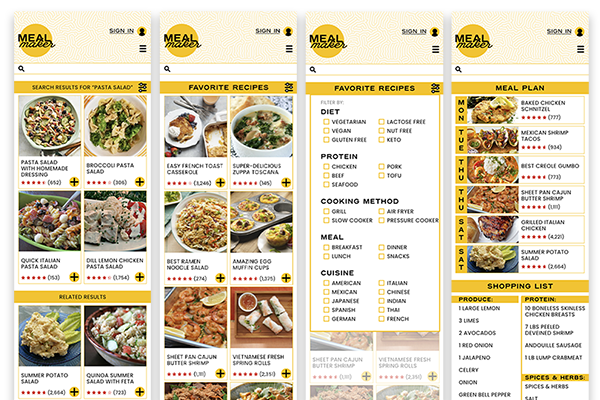 SIGN IN
MEAL
maker
SEARCH RESULTS FOR "PASTA SALAD"
PASTA SALAD
WITH HOMEMADE
DRESSING
(652)
BROCCOLI PASTA
SALAD
(306)
QUICK ITALIAN
PASTA SALAD
(153)
DILL LEMON CHICKEN
PASTA SALAD
(1,754)
RELATED RESULTS
SUMMER POTATO
SALAD
(2,664)
QUINOA SUMMER
SALAD WITH FETA
(723)
SIGN IN
MEAL
maker
FAVORITE RECIPES
EASY FRENCH TOAST
CASSEROLE
(3,246)
SUPER-DELICIOUS
ZUPPA TOSCANA
(145)
BEST RAMEN
NOODLE SALAD
(274)
AMAZING EGG
MUFFIN CUPS
(1,375)
SHEET PAN CAJUN
BUTTER SHRIMP
(1,111)
VIETNAMESE FRESH
SPRING ROLLS
(2,351)
SIGN IN
MEAL
maker
FAVORITE RECIPES
FILTER BY:
DIET
VEGETARIAN
LACTOSE FREE
VEGAN
NUT FREE
GLUTEN FREE
KETO
PROTEIN
CHICKEN
PORK
BEEF
TOFU
SEAFOOD
COOKING METHOD
GRILL
AIR FRYER
SLOW COOKER
PRESSURE COOKER
MEAL
BREAKFAST
DINNER
LUNCH
SNACKS
CUISINE
AMERICAN
ITALIAN
MEXICAN
CHINESE
JAPANESE
INDIAN
SPANISH
THAI
GERMAN
FRENCH
SHEET PAN CAJUN
BUTTER SHRIMP
(1,111)
VIETNAMESE FRESH
SPRING ROLLS
(2,351)
SIGN IN
MEAL
maker
MEAL PLAN
MON
BAKED CHICKEN
SCHNITZEL
(777)
TUE
MEXICAN SHRIMP
TACOS
(934)
THU
BEST CREOLE GUMBO
(773)
THU
SHEET PAN CAJUN
BUTTER SHRIMP
(1,111)
SAT
GRILLED ITALIAN
CHICKEN
(4,221)
SAT
SUMMER POTATO
SALAD
(2,664)
SHOPPING LIST
PRODUCE:
1 LARGE LEMON
3 LIMES
2 AVOCADOS
1 RED ONION
1 JALAPENO
CELERY
ONION
GREEN BELL PEPPER
PROTEIN:
10 BONELESS SKINLESS
CHICKEN BREASTS
7 LBS PEELED
DEVEINED SHRIMP
ANDOUILLE SAUSAGE
1 LB LUMP CRABMEAT
SPICES & HERBS:
SPICES & HERBS
SALT